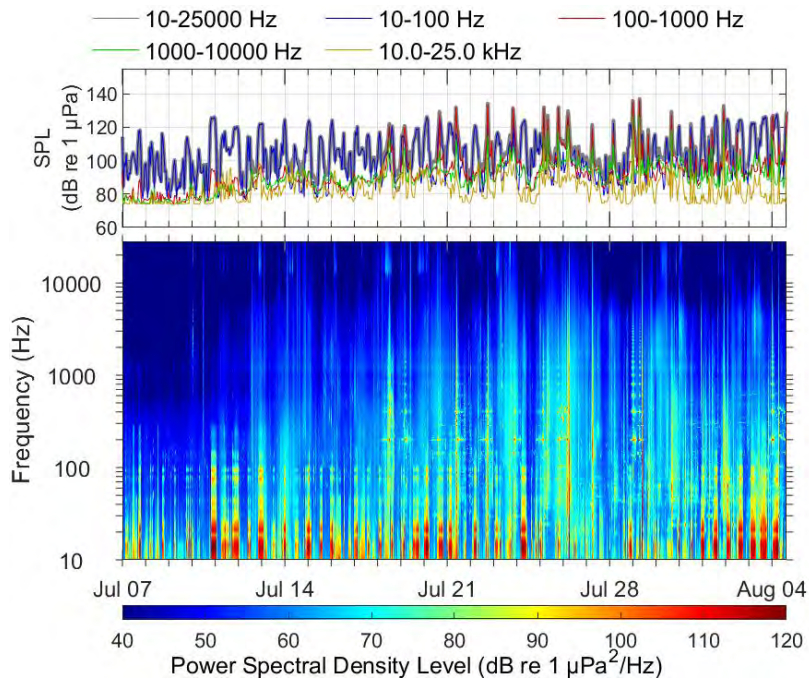 10-25000 Hz 10-100 Hz 100-1000 Hz
1000-10000 Hz 10.0-25.0 kHz
140
120
100
80
60
SPL
(dB re 1 µPa)
10000
1000
100
10
Frequency (Hz)
Jul 07 Jul 14 Jul 21 Jul 28 Aug 04
40 50 60 70 80 90 100 110 120
Power Spectral Density Level (dB re 1 µPa²/Hz)